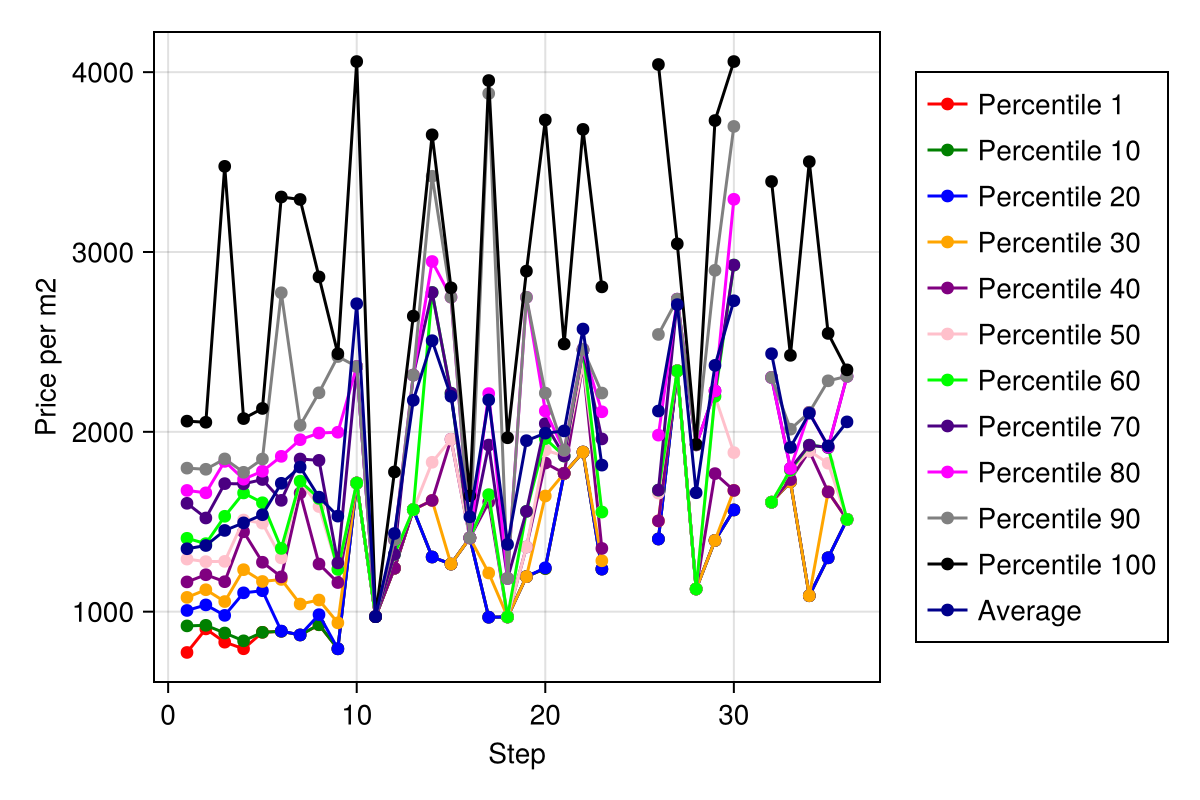 4000
3000
2000
1000
Price per m2
0
10
20
30
Step
Percentile 1
Percentile 10
Percentile 20
Percentile 30
Percentile 40
Percentile 50
Percentile 60
Percentile 70
Percentile 80
Percentile 90
Percentile 100
Average